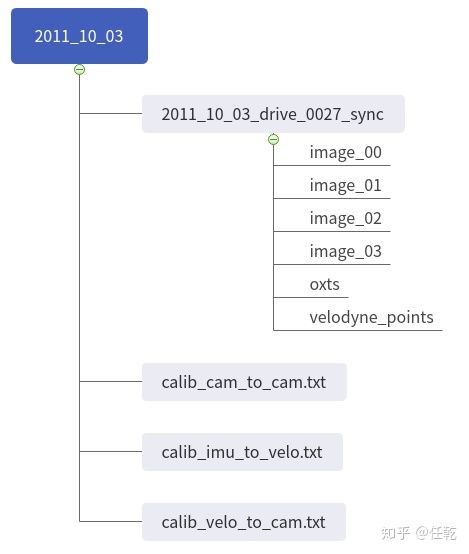 2011_10_03
2011_10_03_drive_0027_sync
image_00
image_01
image_02
image_03
oxts
velodyne_points
calib_cam_to_cam.txt
calib_imu_to_velo.txt
calib_velo_to_cam.txt
知乎 @任乾